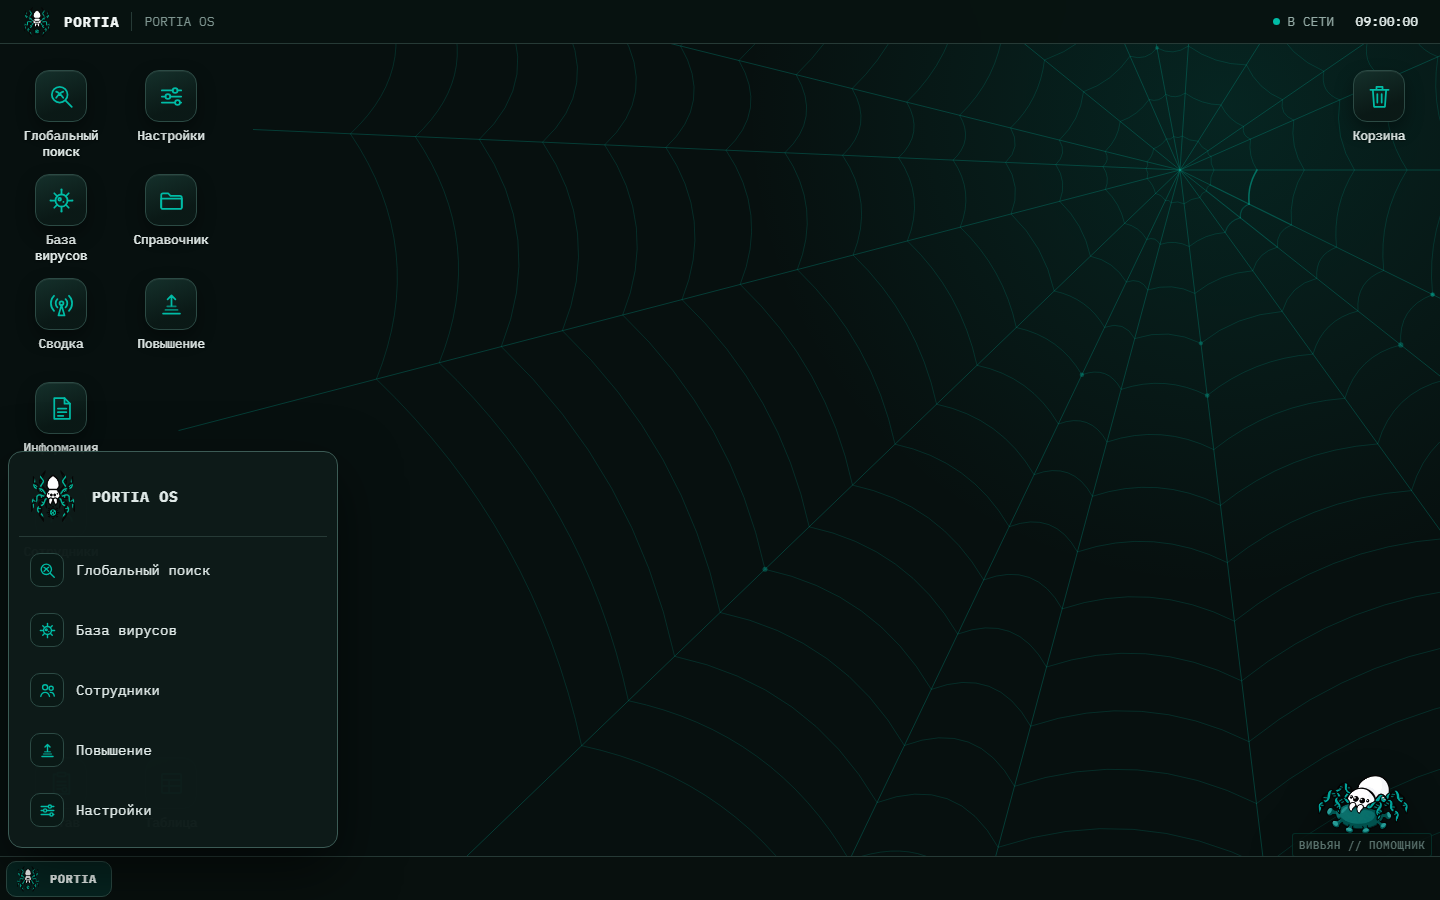 PORTIA
PORTIA OS
В СЕТИ
09:00:00
Глобальный
поиск
Настройки
Корзина
База
вирусов
Справочник
Сводка
Повышение
Информация
PORTIA OS
Глобальный поиск
База вирусов
Сотрудники
Повышение
Настройки
ВИВЬЯН // ПОМОЩНИК
PORTIA